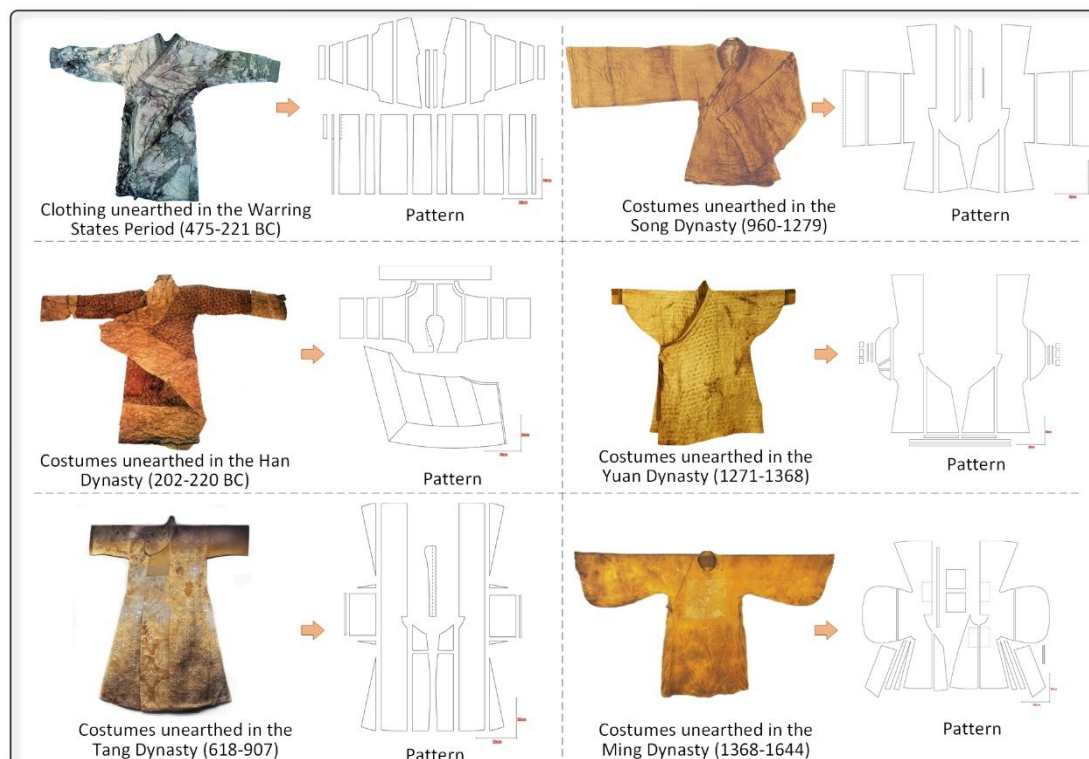 Clothing unearthed in the Warring
States Period (475-221 BC)
Pattern
Costumes unearthed in the
Song Dynasty (960-1279)
Pattern
Costumes unearthed in the Han
Dynasty (202-220 BC)
Pattern
Costumes unearthed in the
Yuan Dynasty (1271-1368)
Pattern
Costumes unearthed in the
Tang Dynasty (618-907)
Pattern
Costumes unearthed in the
Ming Dynasty (1368-1644)
Pattern